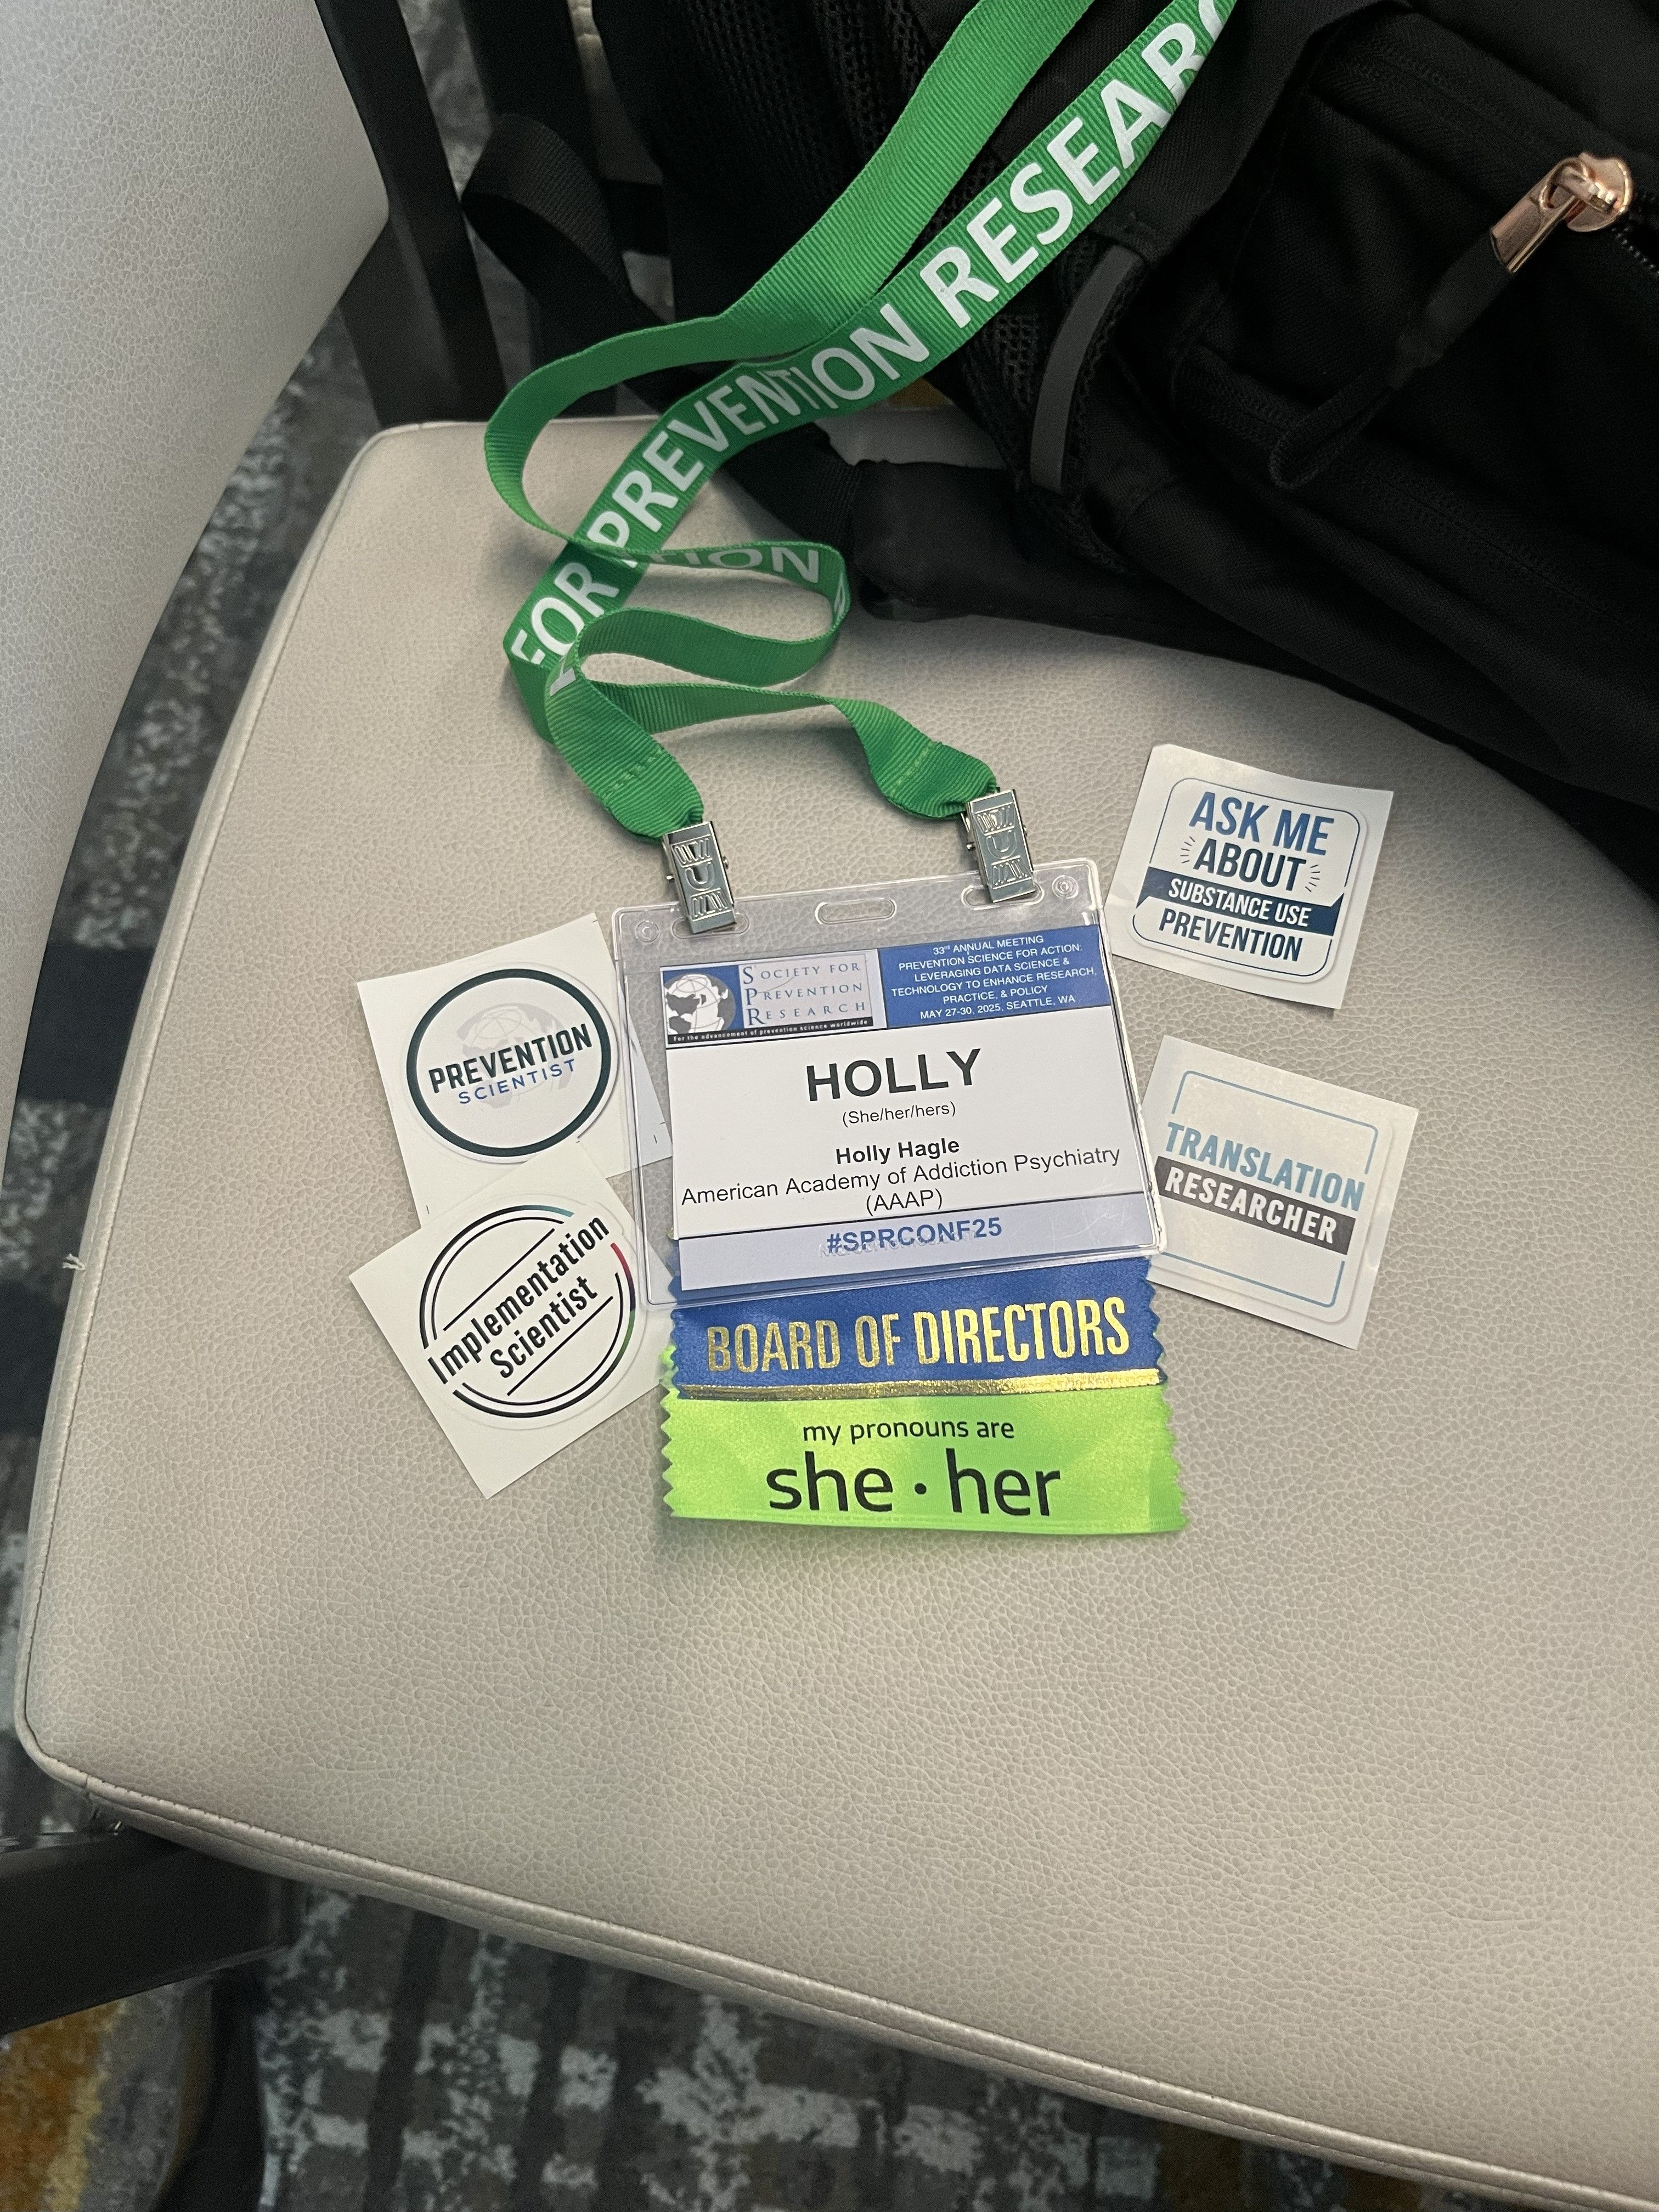 FOR PREVENTION RESEARC
TION
ASK ME
ABOUT
SUBSTANCE USE
PREVENTION
SOCIETY FOR
PREVENTION
RESEARCH
For the advancement of prevention science worldwide
33rd ANNUAL MEETING
PREVENTION SCIENCE FOR ACTION:
LEVERAGING DATA SCIENCE &
TECHNOLOGY TO ENHANCE RESEARCH,
PRACTICE, & POLICY
MAY 27-30, 2025, SEATTLE, WA
PREVENTION
SCIENTIST
HOLLY
(She/her/hers)
Holly Hagle
American Academy of Addiction Psychiatry
(AAAP)
#SPRCONF25
TRANSLATION
RESEARCHER
Implementation
Scientist
BOARD OF DIRECTORS
my pronouns are
she • her